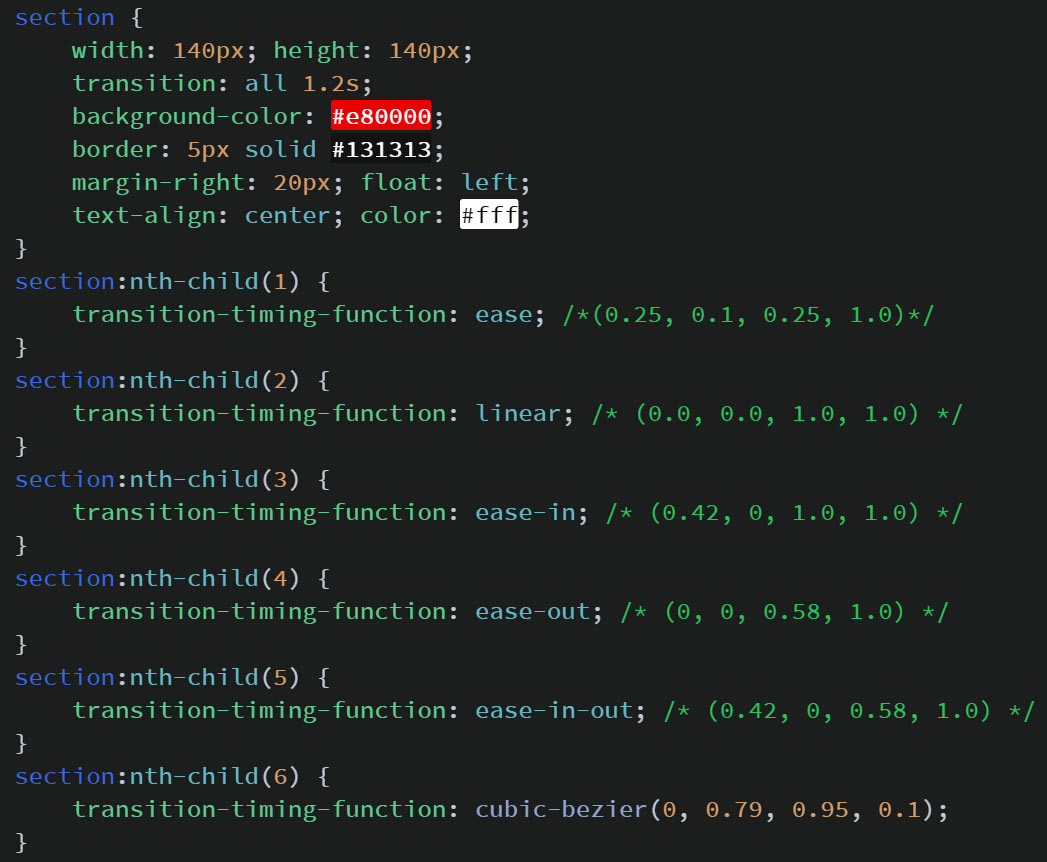 section {
    width: 140px; height: 140px;
    transition: all 1.2s;
    background-color: #e80000;
    border: 5px solid #131313;
    margin-right: 20px; float: left;
    text-align: center; color: #fff;
}
section:nth-child(1) {
    transition-timing-function: ease; /*(0.25, 0.1, 0.25, 1.0)*/
}
section:nth-child(2) {
    transition-timing-function: linear; /* (0.0, 0.0, 1.0, 1.0) */
}
section:nth-child(3) {
    transition-timing-function: ease-in; /* (0.42, 0, 1.0, 1.0) */
}
section:nth-child(4) {
    transition-timing-function: ease-out; /* (0, 0, 0.58, 1.0) */
}
section:nth-child(5) {
    transition-timing-function: ease-in-out; /* (0.42, 0, 0.58, 1.0) */
}
section:nth-child(6) {
    transition-timing-function: cubic-bezier(0, 0.79, 0.95, 0.1);
}